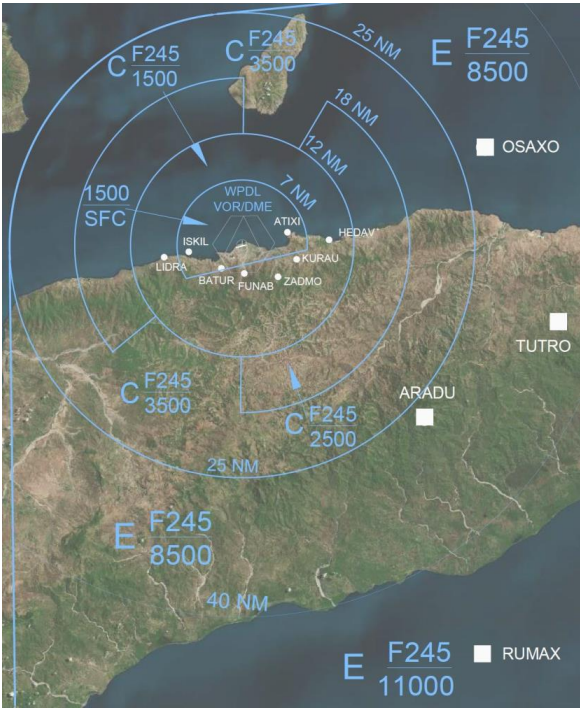 25 NM
F245
C
3500
F245
C
1500
F245
E
8500
18 NM
12 NM
OSAXO
1500
SFC
WPDL
VOR/DME
7 NM
ATIXI
HEDAV
ISKIL
LIDRA
KURAU
BATUR
FUNAB
ZADMO
TUTRO
ARADU
F245
C
3500
F245
C
2500
25 NM
F245
E
8500
40 NM
F245
E
11000
RUMAX